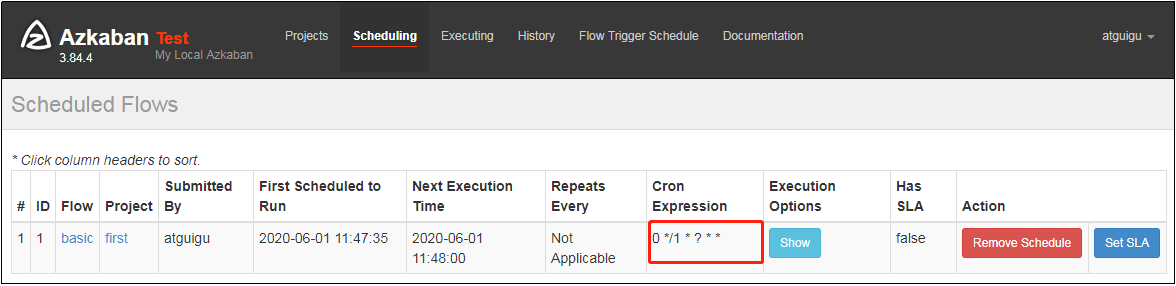 Azkaban Test
3.84.4
My Local Azkaban
Projects Scheduling Executing History Flow Trigger Schedule Documentation atguigu
Scheduled Flows
* Click column headers to sort.
# ID Flow Project Submitted By First Scheduled to Run Next Execution Time Repeats Every Cron Expression Execution Options Has SLA Action
1 1 basic first atguigu 2020-06-01 11:47:35 2020-06-01 11:48:00 Not Applicable 0 */1 * ? * * Show false Remove Schedule Set SLA